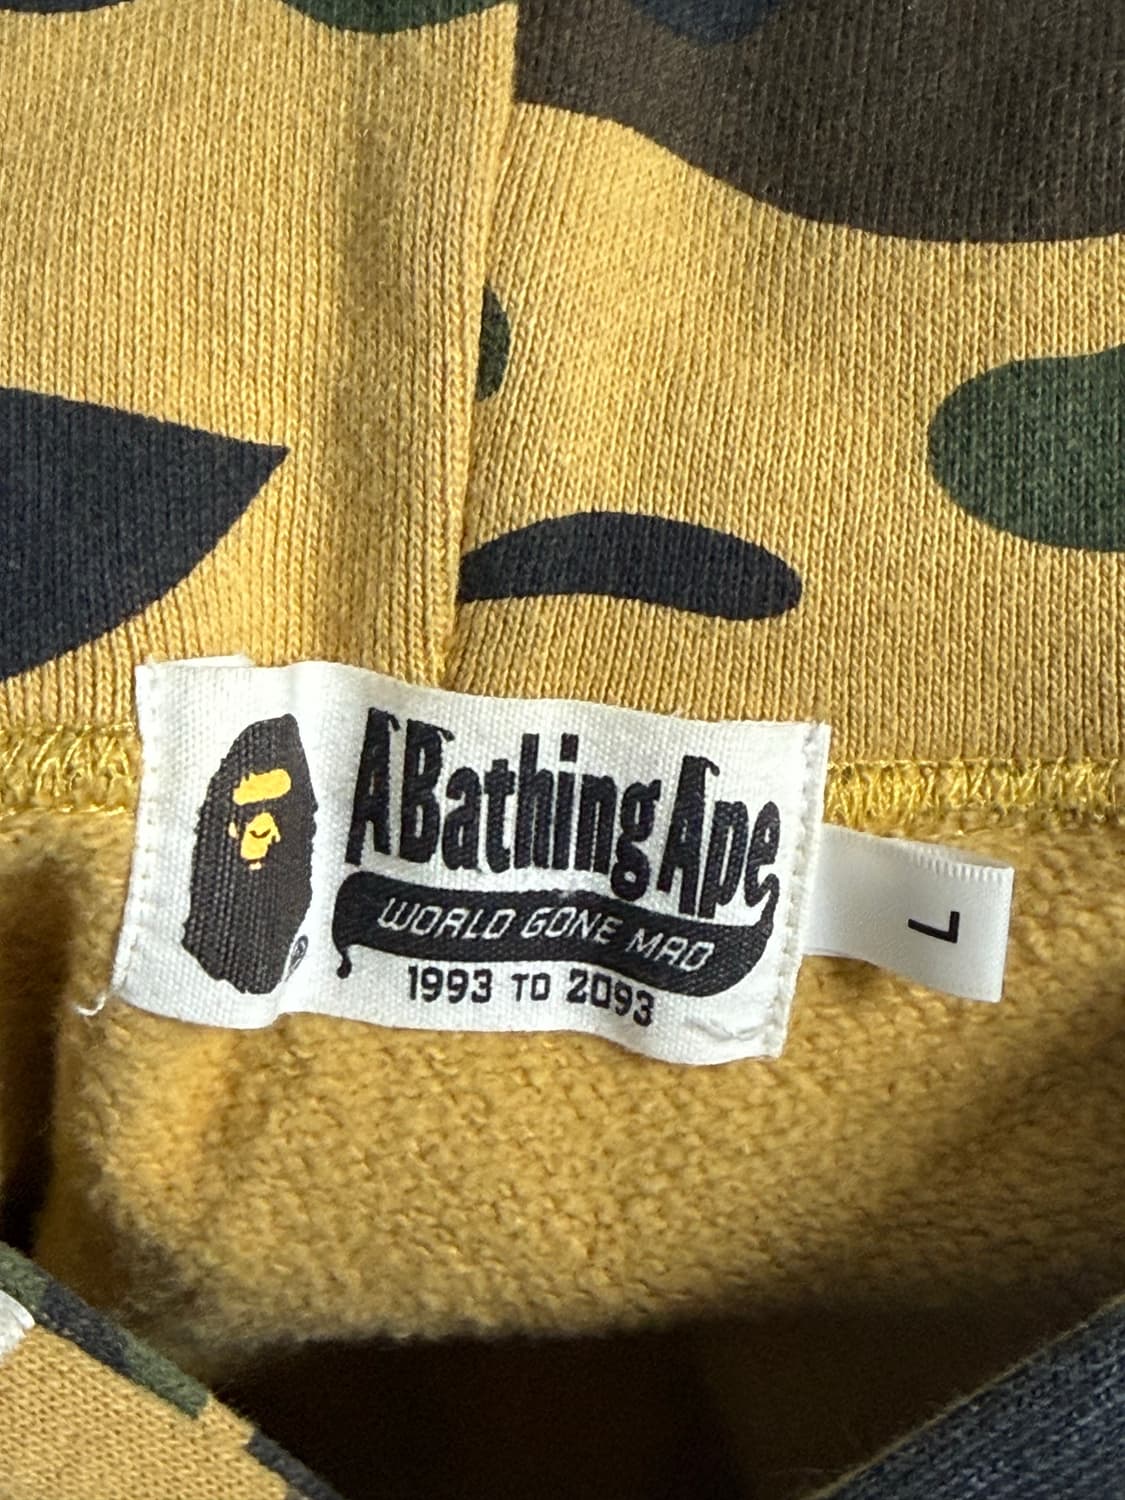 A Bathing Ape
WORLD GONE MAD
1993 TO 2093
L